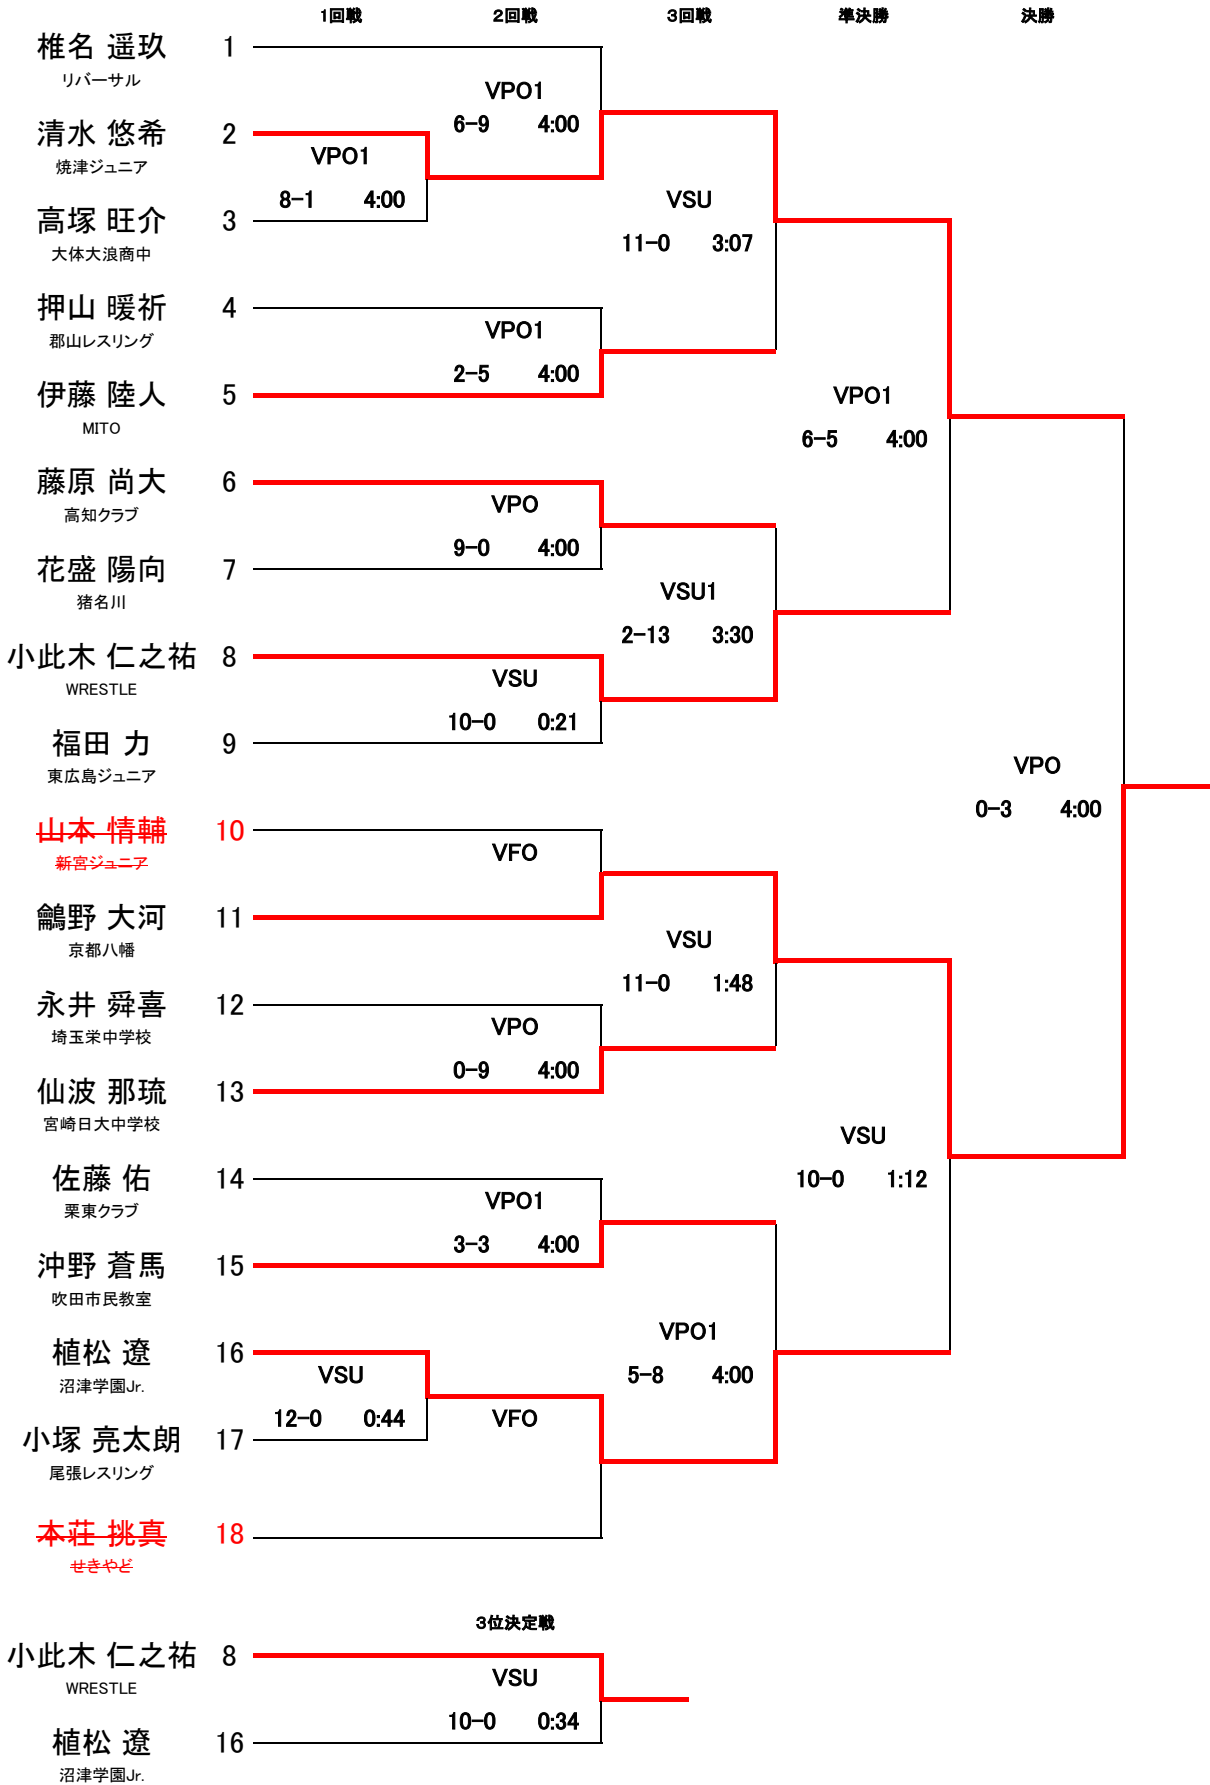 1回戦 2回戦 3回戦 準決勝 決勝
椎名 遥玖 1
リバーサル
VPO1
6-9 4:00
清水 悠希 2
焼津ジュニア
VPO1
8-1 4:00
高塚 旺介 3
大体大浪商中
VSU
11-0 3:07
押山 暖祈 4
郡山レスリング
VPO1
2-5 4:00
伊藤 陸人 5
MITO
VPO1
6-5 4:00
藤原 尚大 6
高知クラブ
VPO
9-0 4:00
花盛 陽向 7
猪名川
VSU1
2-13 3:30
小此木 仁之祐 8
WRESTLE
VSU
10-0 0:21
福田 力 9
東広島ジュニア
VPO
0-3 4:00
山本 情輔 10
新宮ジュニア
VFO
鸙野 大河 11
京都八幡
VSU
11-0 1:48
永井 舜喜 12
埼玉栄中学校
VPO
0-9 4:00
仙波 那琉 13
宮崎日大中学校
VSU
10-0 1:12
佐藤 佑 14
栗東クラブ
VPO1
3-3 4:00
沖野 蒼馬 15
吹田市民教室
VPO1
5-8 4:00
植松 遼 16
沼津学園Jr.
VSU
12-0 0:44
VFO
小塚 亮太朗 17
尾張レスリング
本荘 挑真 18
せきやど
3位決定戦
小此木 仁之祐 8
WRESTLE
VSU
10-0 0:34
植松 遼 16
沼津学園Jr.